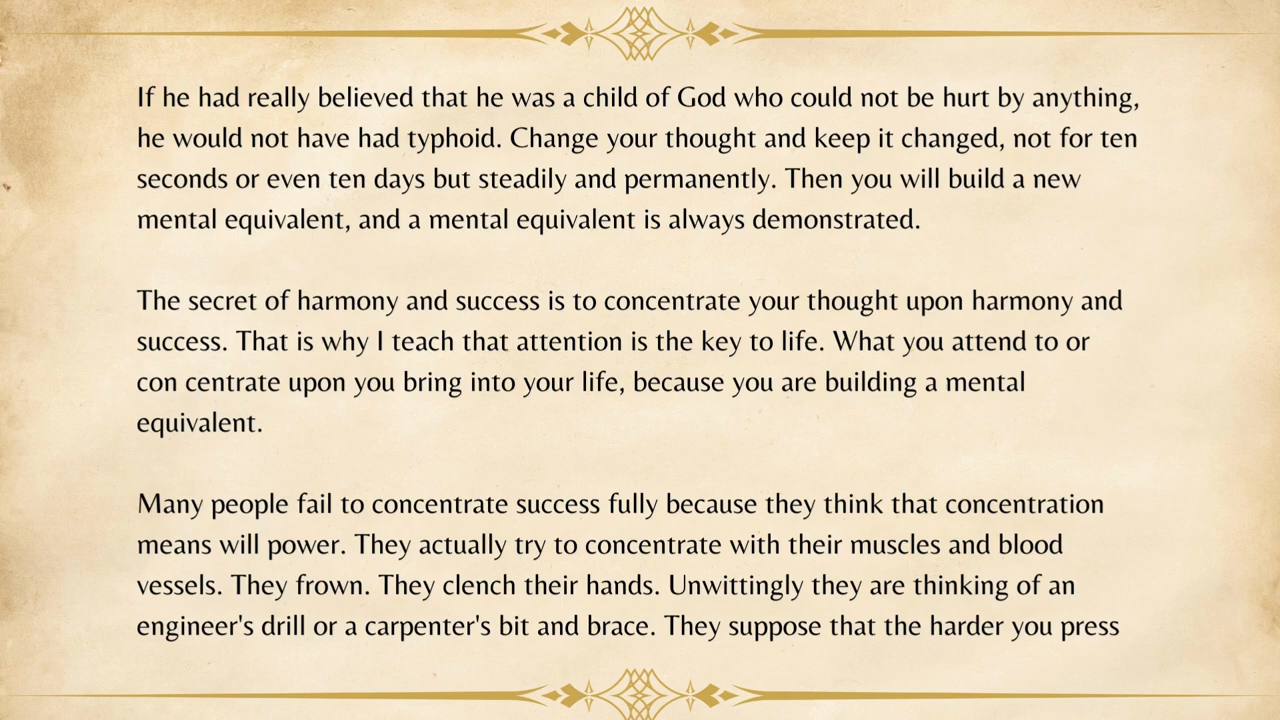 If he had really believed that he was a child of God who could not be hurt by anything,
he would not have had typhoid. Change your thought and keep it changed, not for ten
seconds or even ten days but steadily and permanently. Then you will build a new
mental equivalent, and a mental equivalent is always demonstrated.
The secret of harmony and success is to concentrate your thought upon harmony and
success. That is why I teach that attention is the key to life. What you attend to or
con centrate upon you bring into your life, because you are building a mental
equivalent.
Many people fail to concentrate success fully because they think that concentration
means will power. They actually try to concentrate with their muscles and blood
vessels. They frown. They clench their hands. Unwittingly they are thinking of an
engineer's drill or a carpenter's bit and brace. They suppose that the harder you press